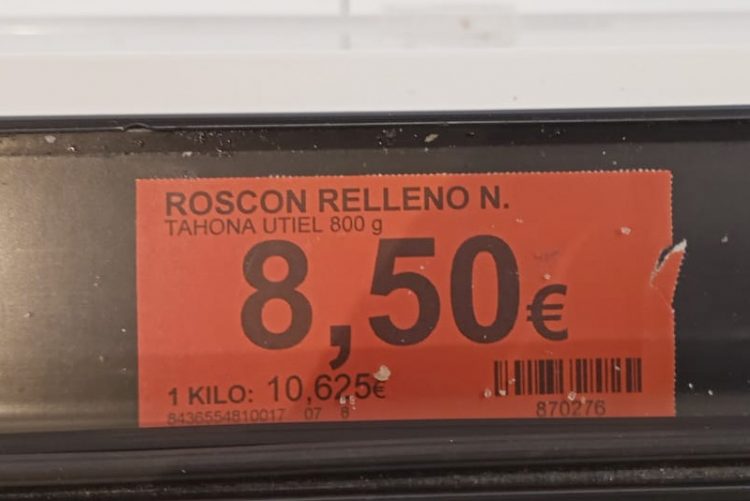 ROSCON RELLENO N.
TAHONA UTIEL 800 g
8,50€
1 KILO: 10,625€
8436554810017 07 8
870276